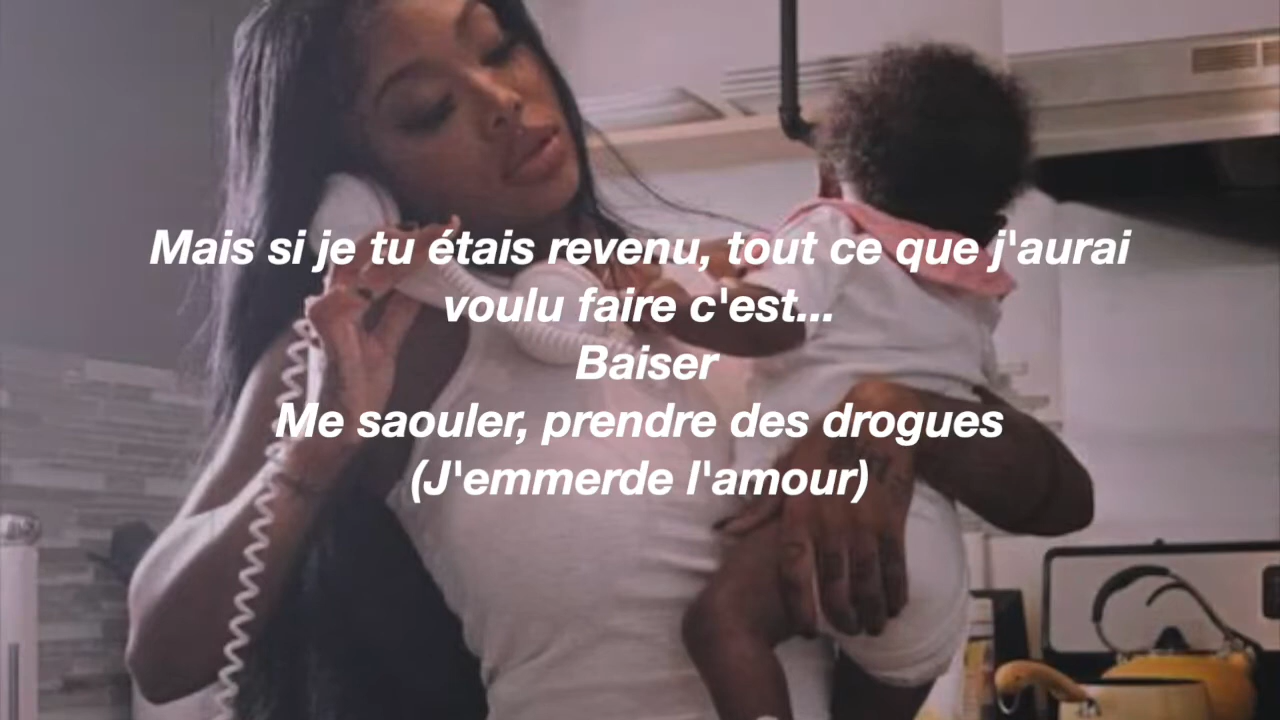 Mais si je tu étais revenu, tout ce que j'aurai
voulu faire c'est...
Baiser
Me saouler, prendre des drogues
(J'emmerde l'amour)